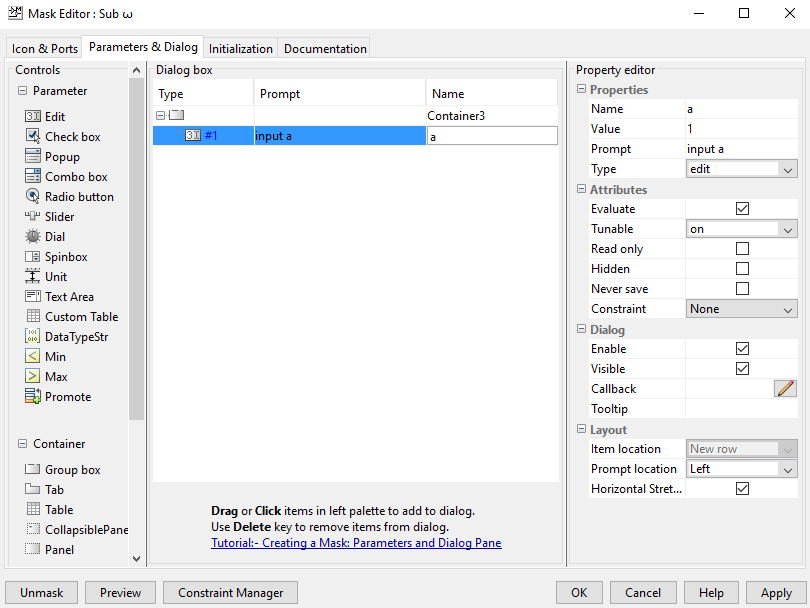 Mask Editor : Sub ω
Icon & Ports
Parameters & Dialog
Initialization
Documentation
Controls
Parameter
Edit
Check box
Popup
Combo box
Radio button
Slider
Dial
Spinbox
Unit
Text Area
Custom Table
DataTypeStr
Min
Max
Promote
Container
Group box
Tab
Table
CollapsiblePane
Panel
Dialog box
Type Prompt Name
Container3
#1 input a a
Drag or Click items in left palette to add to dialog.
Use Delete key to remove items from dialog.
Tutorial:- Creating a Mask: Parameters and Dialog Pane
Property editor
Properties
Name a
Value 1
Prompt input a
Type edit
Attributes
Evaluate
Tunable on
Read only
Hidden
Never save
Constraint None
Dialog
Enable
Visible
Callback
Tooltip
Layout
Item location New row
Prompt location Left
Horizontal Stret...
Unmask
Preview
Constraint Manager
OK
Cancel
Help
Apply